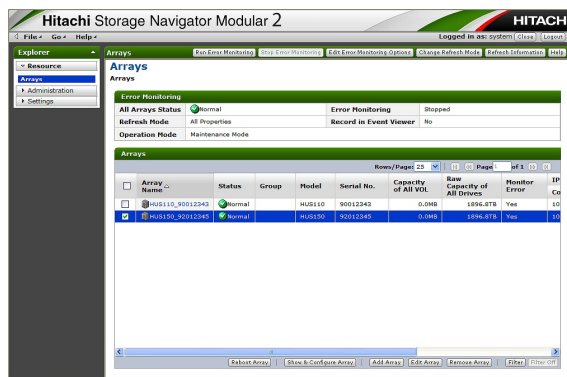 Hitachi Storage Navigator Modular 2
HITACH
File Go Help
Logged in as: system Close Logout
Explorer
Arrays
Run Error Monitoring Stop Error Monitoring Edit Error Monitoring Options Change Refresh Mode Refresh Information Help
Resource
Arrays
Administration
Settings
Arrays
Arrays
Error Monitoring
All Arrays Status Normal Error Monitoring Stopped
Refresh Mode All Properties Record in Event Viewer No
Operation Mode Maintenance Mode
Arrays
Rows/Page: 25 Page 1 of 1
Array Name Status Group Model Serial No. Capacity of All VOL Raw Capacity of All Drives Monitor Error IP Co
HUS110_90012343 Normal HUS110 90012343 0.0MB 1896.8TB Yes 10
HUS150_92012345 Normal HUS150 92012345 0.0MB 1896.8TB Yes 10
Reboot Array Show & Configure Array Add Array Edit Array Remove Array Filter Filter Off